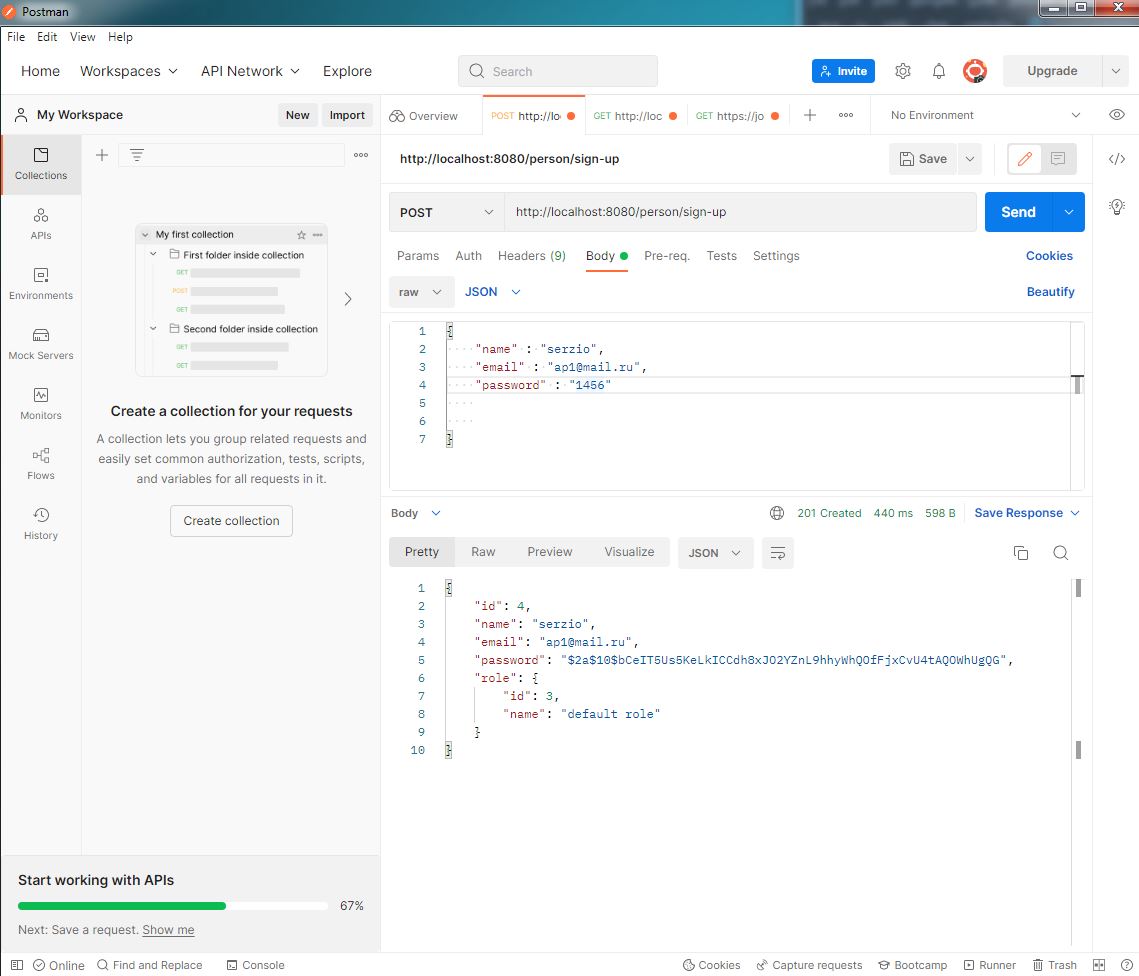 Postman
File Edit View Help
Home Workspaces API Network Explore Search Invite Upgrade
My Workspace New Import
Overview POST http://loc GET http://loc GET https://jo No Environment
Collections
APIs
Environments
Mock Servers
Monitors
Flows
History
My first collection
First folder inside collection
GET
POST
GET
Second folder inside collection
GET
GET
Create a collection for your requests
A collection lets you group related requests and
easily set common authorization, tests, scripts,
and variables for all requests in it.
Create collection
Start working with APIs
67%
Next: Save a request. Show me
http://localhost:8080/person/sign-up Save
POST http://localhost:8080/person/sign-up Send
Params Auth Headers (9) Body Pre-req. Tests Settings Cookies
raw JSON Beautify
1 {
2 "name" : "serzio",
3 "email" : "ap1@mail.ru",
4 "password" : "1456"
5
6
7 }
Body 201 Created 440 ms 598 B Save Response
Pretty Raw Preview Visualize JSON
1 {
2 "id": 4,
3 "name": "serzio",
4 "email": "ap1@mail.ru",
5 "password": "$2a$10$bCeIT5Us5KeLkICCdh8xJO2YZnL9hhyWhQOfFjxCvU4tAQOWhUgQG",
6 "role": {
7 "id": 3,
8 "name": "default role"
9 }
10 }
Online Find and Replace Console Cookies Capture requests Bootcamp Runner Trash